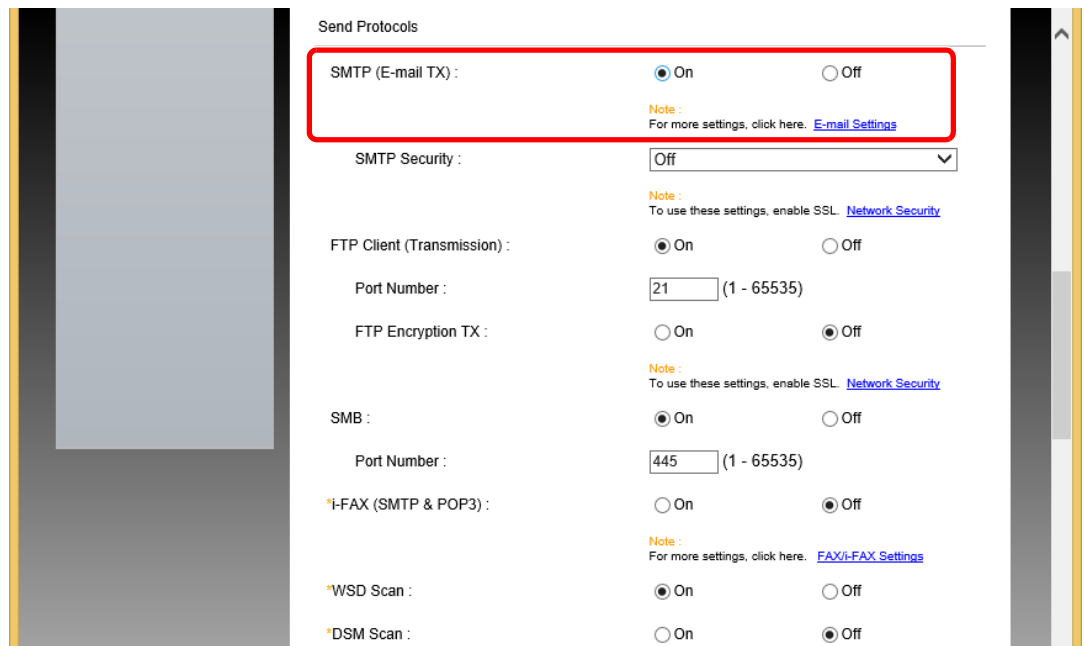 Send Protocols
SMTP (E-mail TX) : On Off
Note :
For more settings, click here. E-mail Settings
SMTP Security : Off
Note :
To use these settings, enable SSL. Network Security
FTP Client (Transmission) : On Off
Port Number : 21 (1 - 65535)
FTP Encryption TX : On Off
Note :
To use these settings, enable SSL. Network Security
SMB : On Off
Port Number : 445 (1 - 65535)
*i-FAX (SMTP & POP3) : On Off
Note :
For more settings, click here. FAX/i-FAX Settings
*WSD Scan : On Off
*DSM Scan : On Off